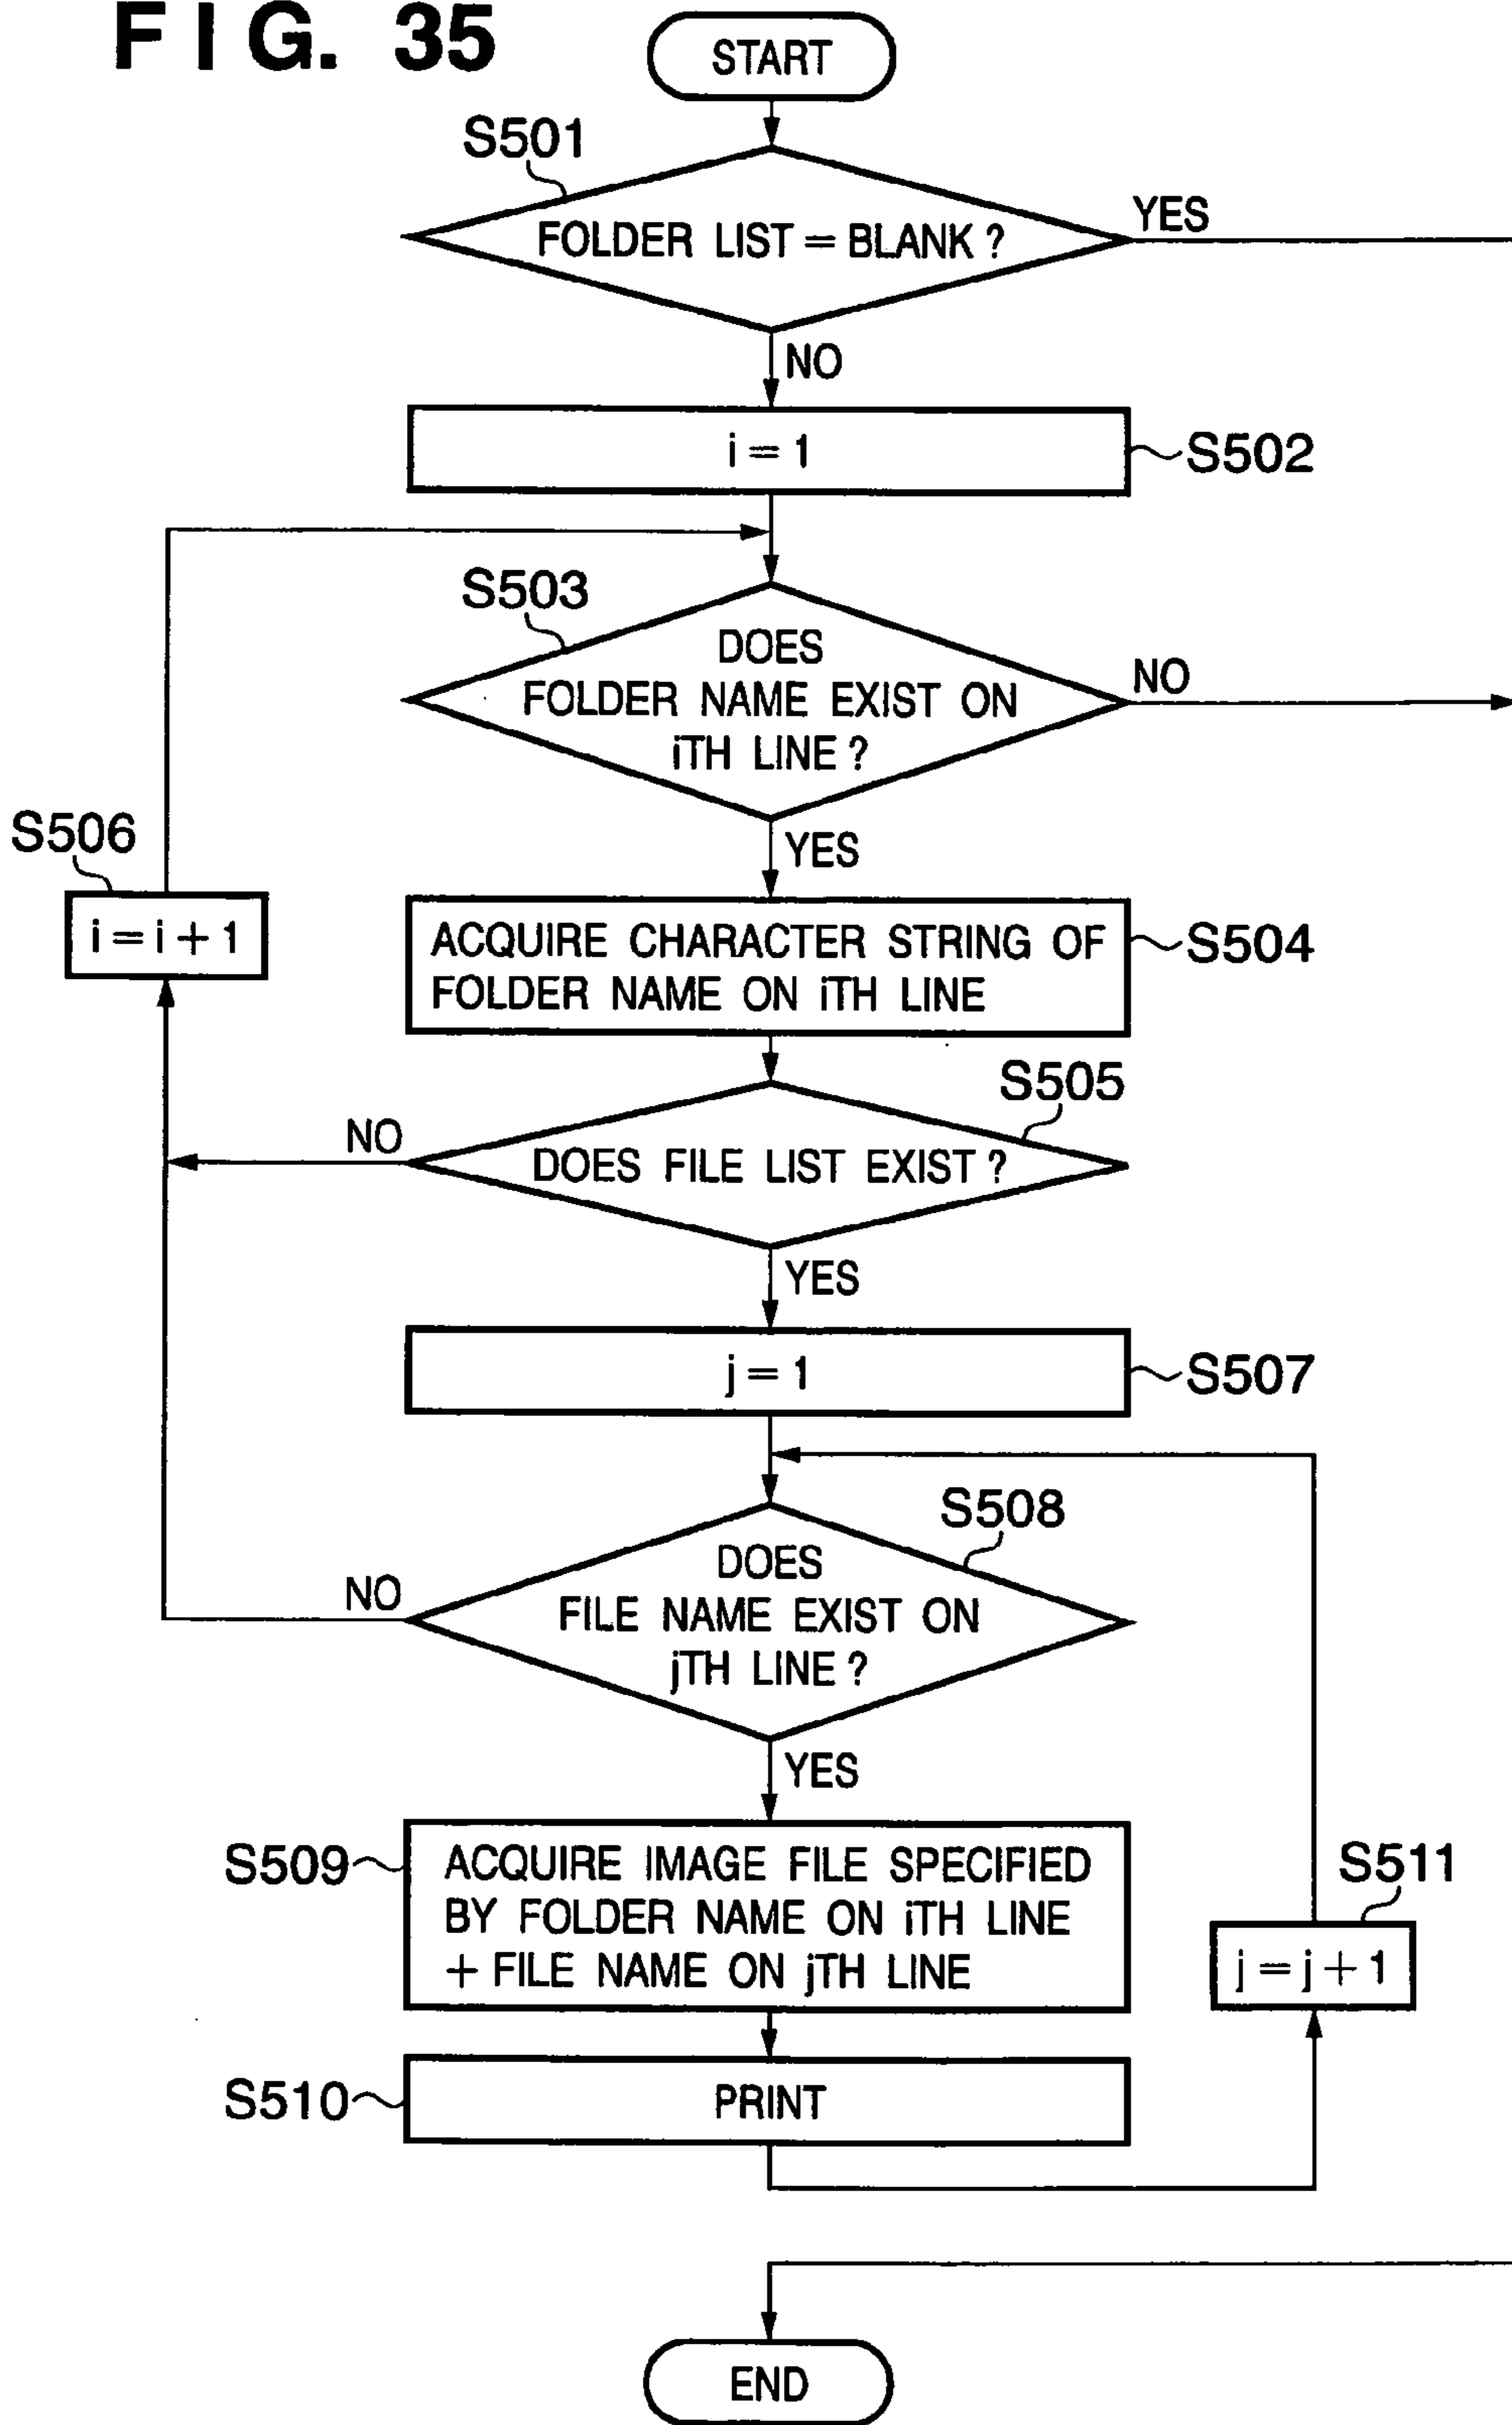 FIG. 35
START
S501
FOLDER LIST = BLANK ?
YES
NO
i = 1
S502
S503
DOES
FOLDER NAME EXIST ON
iTH LINE ?
NO
YES
S506
i = i + 1
ACQUIRE CHARACTER STRING OF
FOLDER NAME ON iTH LINE
S504
S505
NO
DOES FILE LIST EXIST ?
YES
j = 1
S507
S508
DOES
FILE NAME EXIST ON
jTH LINE ?
NO
YES
S509
ACQUIRE IMAGE FILE SPECIFIED
BY FOLDER NAME ON iTH LINE
+ FILE NAME ON jTH LINE
S511
j = j + 1
S510
PRINT
END